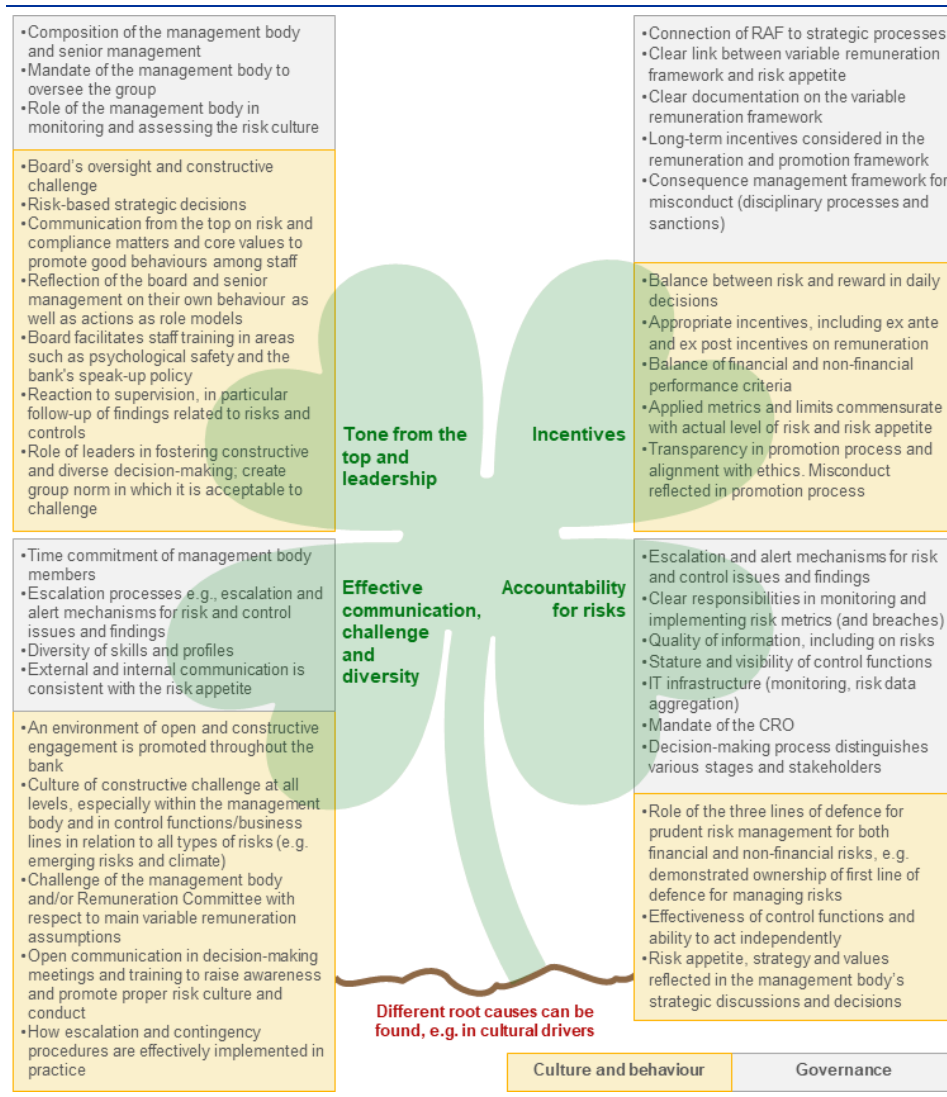 •Composition of the management body
and senior management
•Mandate of the management body to
oversee the group
•Role of the management body in
monitoring and assessing the risk culture
•Board's oversight and constructive
challenge
•Risk-based strategic decisions
•Communication from the top on risk and
compliance matters and core values to
promote good behaviours among staff
•Reflection of the board and senior
management on their own behaviour as
well as actions as role models
•Board facilitates staff training in areas
such as psychological safety and the
bank's speak-up policy
•Reaction to supervision, in particular
follow-up of findings related to risks and
controls
•Role of leaders in fostering constructive
and diverse decision-making; create
group norm in which it is acceptable to
challenge
Tone from the
top and
leadership
•Connection of RAF to strategic processes
•Clear link between variable remuneration
framework and risk appetite
•Clear documentation on the variable
remuneration framework
•Long-term incentives considered in the
remuneration and promotion framework
•Consequence management framework for
misconduct (disciplinary processes and
sanctions)
•Balance between risk and reward in daily
decisions
•Appropriate incentives, including ex ante
and ex post incentives on remuneration
•Balance of financial and non-financial
performance criteria
•Applied metrics and limits commensurate
with actual level of risk and risk appetite
•Transparency in promotion process and
alignment with ethics. Misconduct
reflected in promotion process
Incentives
•Time commitment of management body
members
•Escalation processes e.g., escalation and
alert mechanisms for risk and control
issues and findings
•Diversity of skills and profiles
•External and internal communication is
consistent with the risk appetite
•An environment of open and constructive
engagement is promoted throughout the
bank
•Culture of constructive challenge at all
levels, especially within the management
body and in control functions/business
lines in relation to all types of risks (e.g.
emerging risks and climate)
•Challenge of the management body
and/or Remuneration Committee with
respect to main variable remuneration
assumptions
•Open communication in decision-making
meetings and training to raise awareness
and promote proper risk culture and
conduct
•How escalation and contingency
procedures are effectively implemented in
practice
Effective
communication,
challenge
and
diversity
Accountability
for risks
•Escalation and alert mechanisms for risk
and control issues and findings
•Clear responsibilities in monitoring and
implementing risk metrics (and breaches)
•Quality of information, including on risks
•Stature and visibility of control functions
•IT infrastructure (monitoring, risk data
aggregation)
•Mandate of the CRO
•Decision-making process distinguishes
various stages and stakeholders
•Role of the three lines of defence for
prudent risk management for both
financial and non-financial risks, e.g.
demonstrated ownership of first line of
defence for managing risks
•Effectiveness of control functions and
ability to act independently
•Risk appetite, strategy and values
reflected in the management body's
strategic discussions and decisions
Different root causes can be
found, e.g. in cultural drivers
Culture and behaviour
Governance